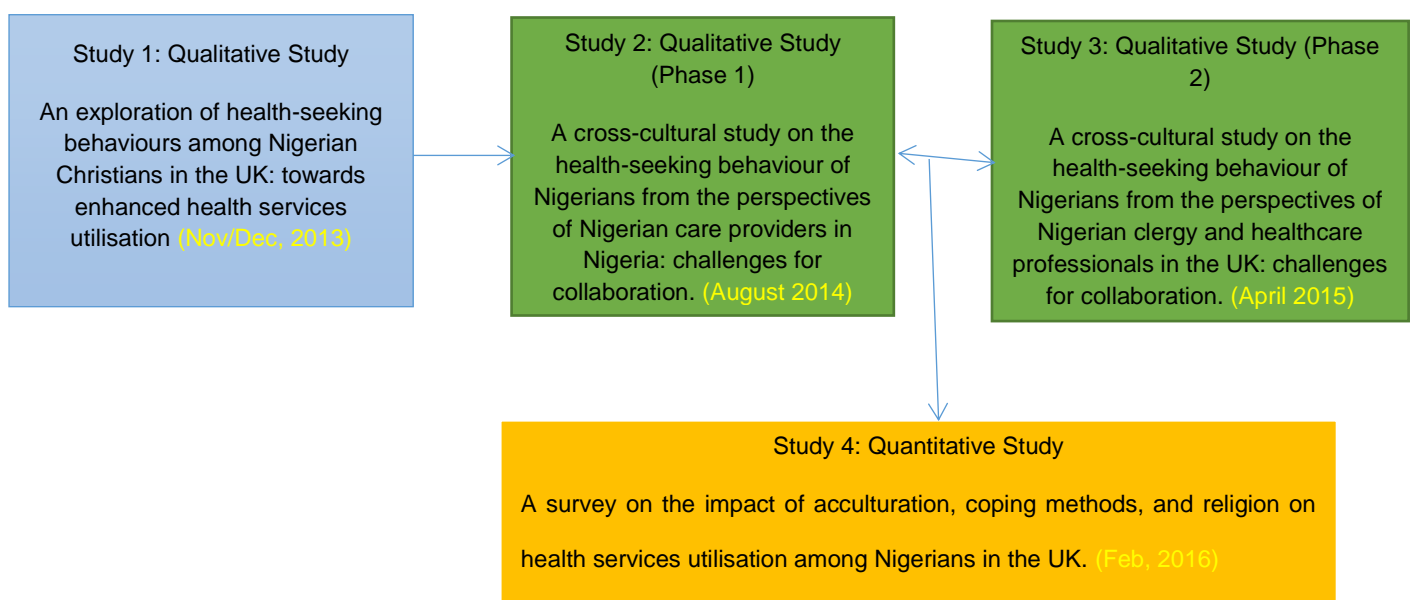 Study 1: Qualitative Study
An exploration of health-seeking
behaviours among Nigerian
Christians in the UK: towards
enhanced health services
utilisation (Nov/Dec, 2013)
Study 2: Qualitative Study
(Phase 1)
A cross-cultural study on the
health-seeking behaviour of
Nigerians from the perspectives
of Nigerian care providers in
Nigeria: challenges for
collaboration. (August 2014)
Study 3: Qualitative Study (Phase
2)
A cross-cultural study on the
health-seeking behaviour of
Nigerians from the perspectives of
Nigerian clergy and healthcare
professionals in the UK: challenges
for collaboration. (April 2015)
Study 4: Quantitative Study
A survey on the impact of acculturation, coping methods, and religion on
health services utilisation among Nigerians in the UK. (Feb, 2016)